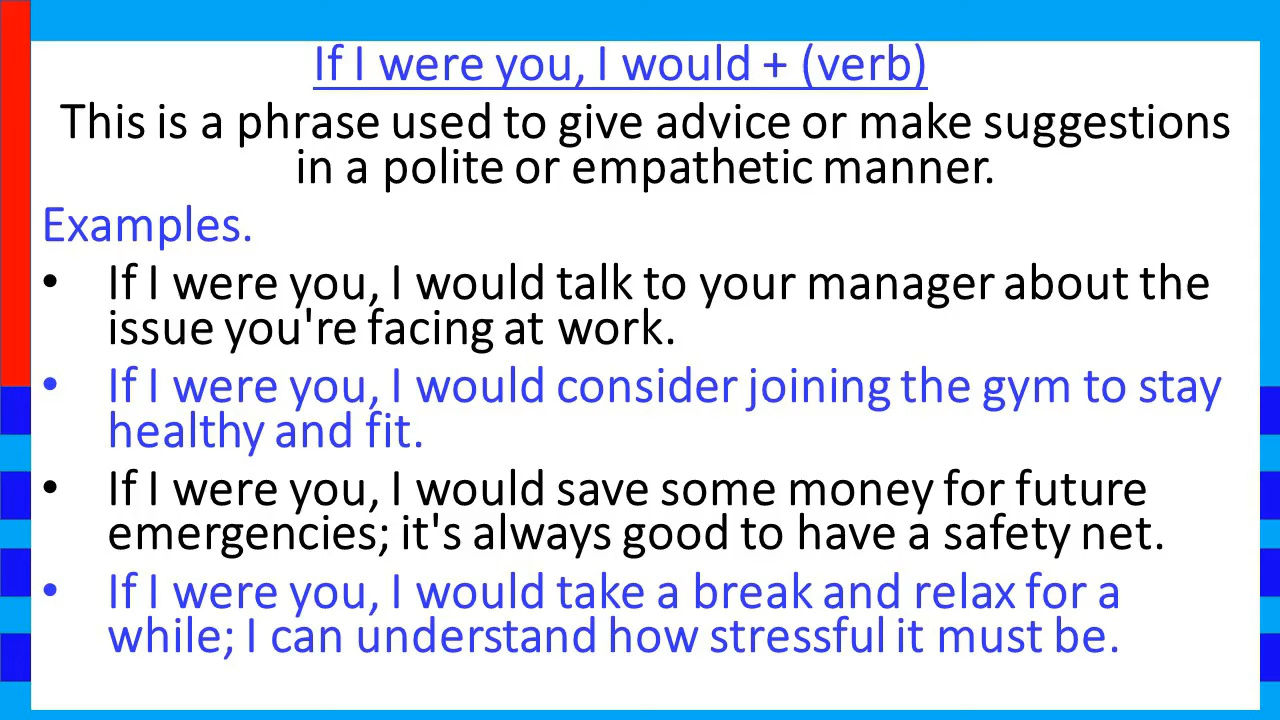 If I were you, I would + (verb)
This is a phrase used to give advice or make suggestions
in a polite or empathetic manner.
Examples.
• If I were you, I would talk to your manager about the
issue you're facing at work.
• If I were you, I would consider joining the gym to stay
healthy and fit.
• If I were you, I would save some money for future
emergencies; it's always good to have a safety net.
• If I were you, I would take a break and relax for a
while; I can understand how stressful it must be.